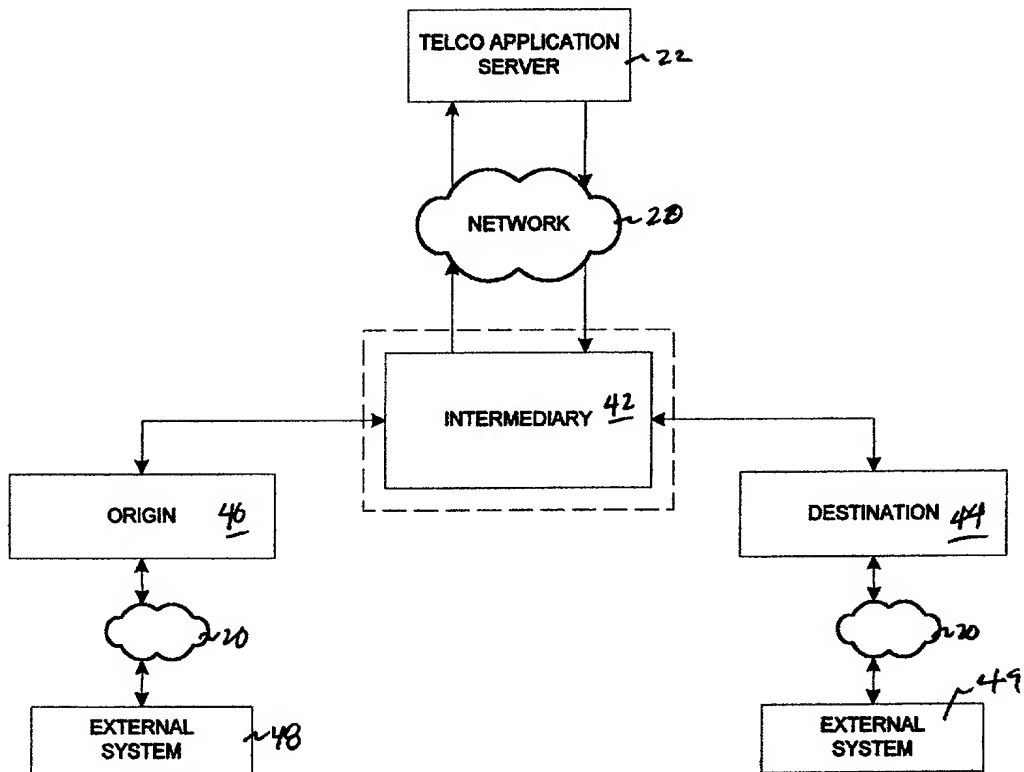 TELCO APPLICATION
SERVER
22
NETWORK
20
INTERMEDIARY 42
ORIGIN 46
DESTINATION 44
20
20
EXTERNAL
SYSTEM
48
EXTERNAL
SYSTEM
49